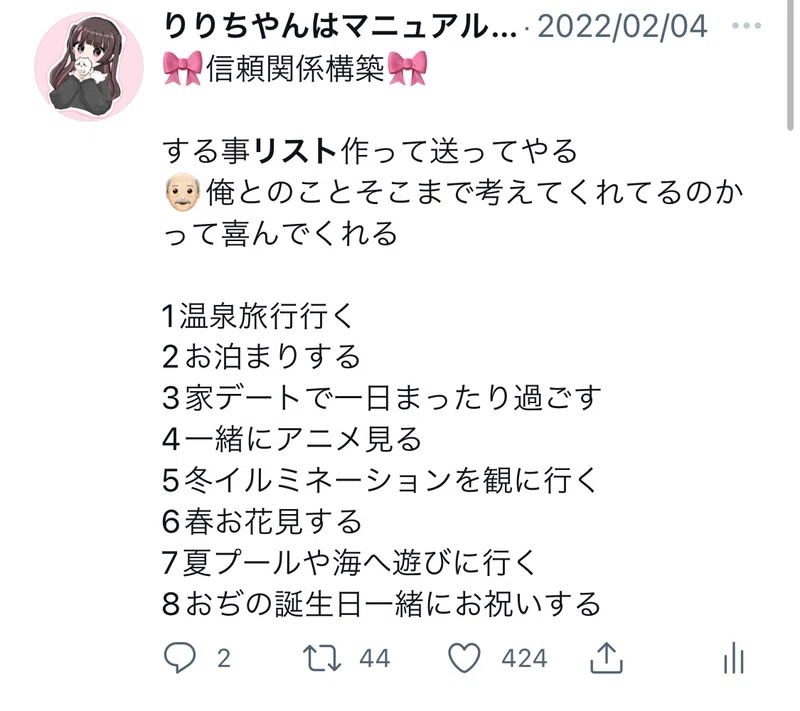 りりちやんはマニュアル... · 2022/02/04
🎀信頼関係構築🎀
する事リスト作って送ってやる
👴🏻俺とのことそこまで考えてくれてるのか
って喜んでくれる
1温泉旅行行く
2お泊まりする
3家デートで一日まったり過ごす
4一緒にアニメ見る
5冬イルミネーションを観に行く
6春お花見する
7夏プールや海へ遊びに行く
8おぢの誕生日一緒にお祝いする
2 44 424